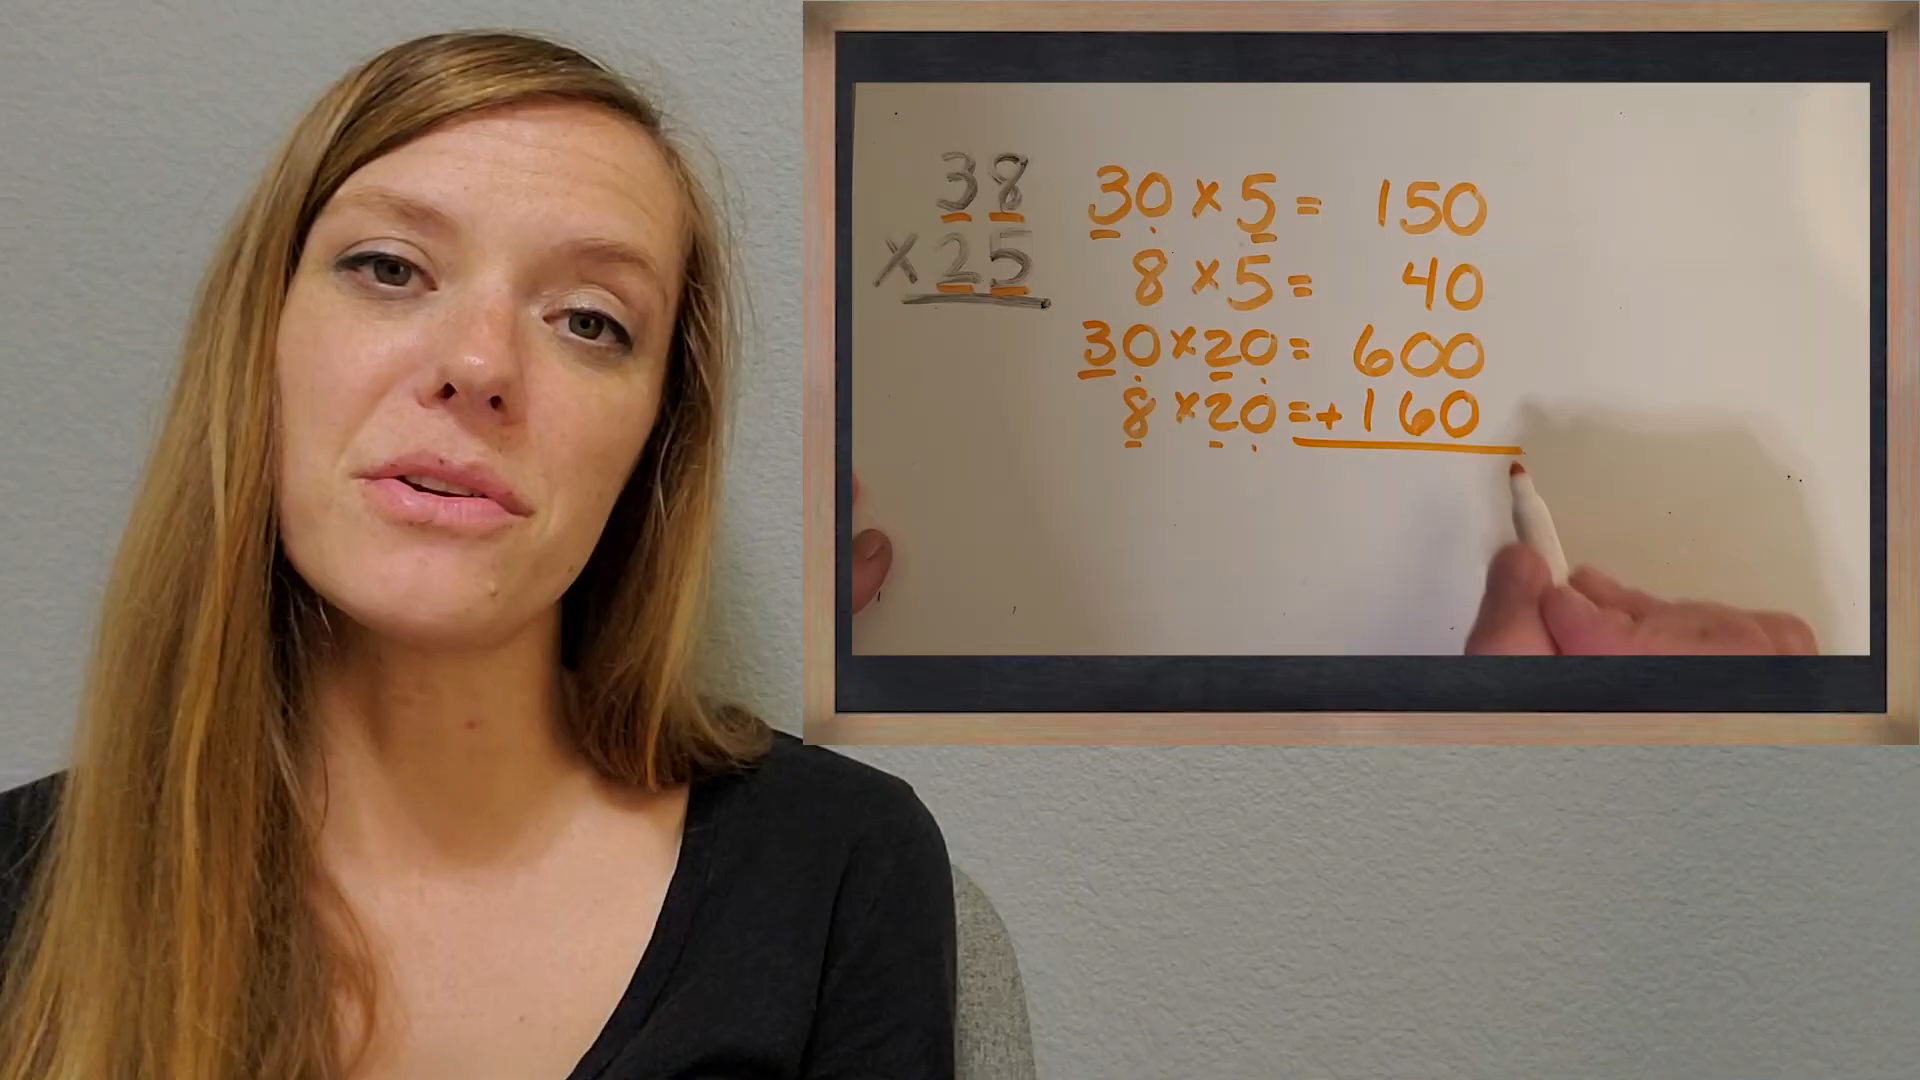 38
× 25
30 × 5 = 150
8 × 5 = 40
30 × 20 = 600
8 × 20 = + 160